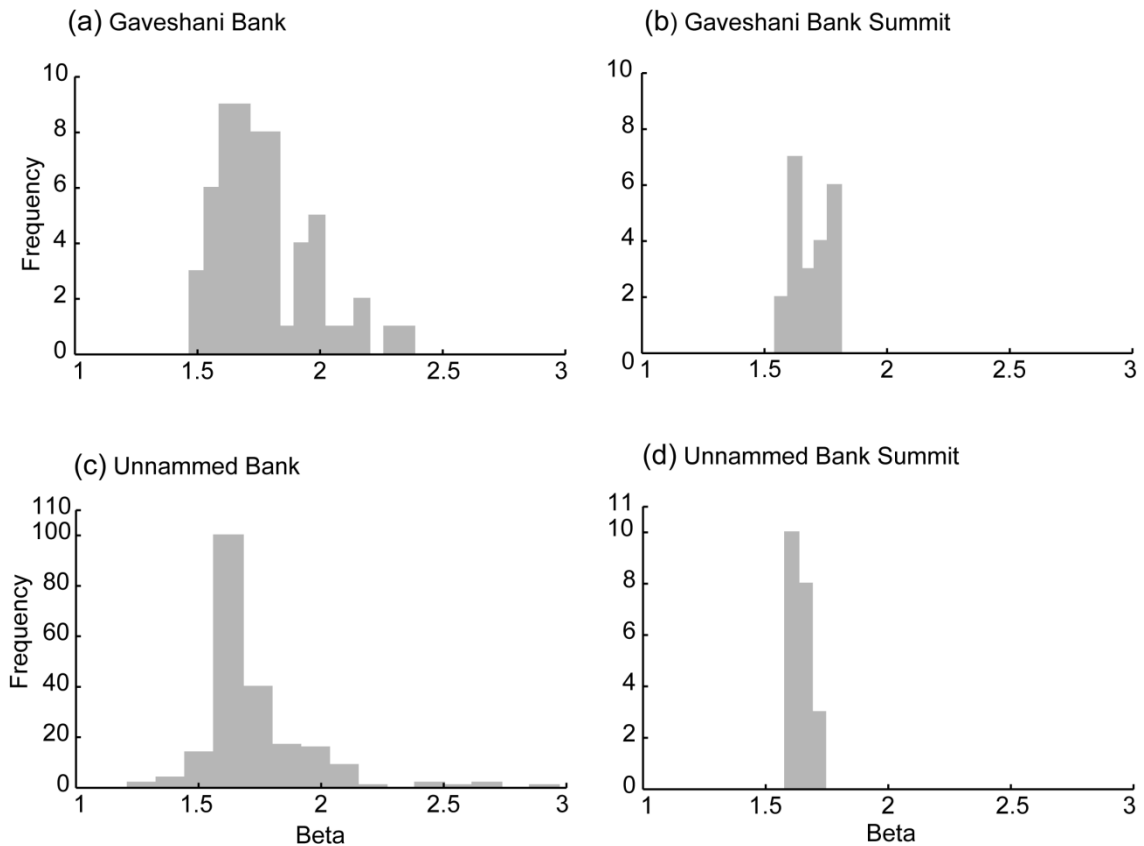 (a) Gaveshani Bank
10
8
6
4
2
0
Frequency
1 1.5 2 2.5 3
(b) Gaveshani Bank Summit
10
8
6
4
2
0
1 1.5 2 2.5 3
(c) Unnammed Bank
110
100
80
60
40
20
0
Frequency
1 1.5 2 2.5 3
Beta
(d) Unnammed Bank Summit
11
10
8
6
4
2
0
1 1.5 2 2.5 3
Beta